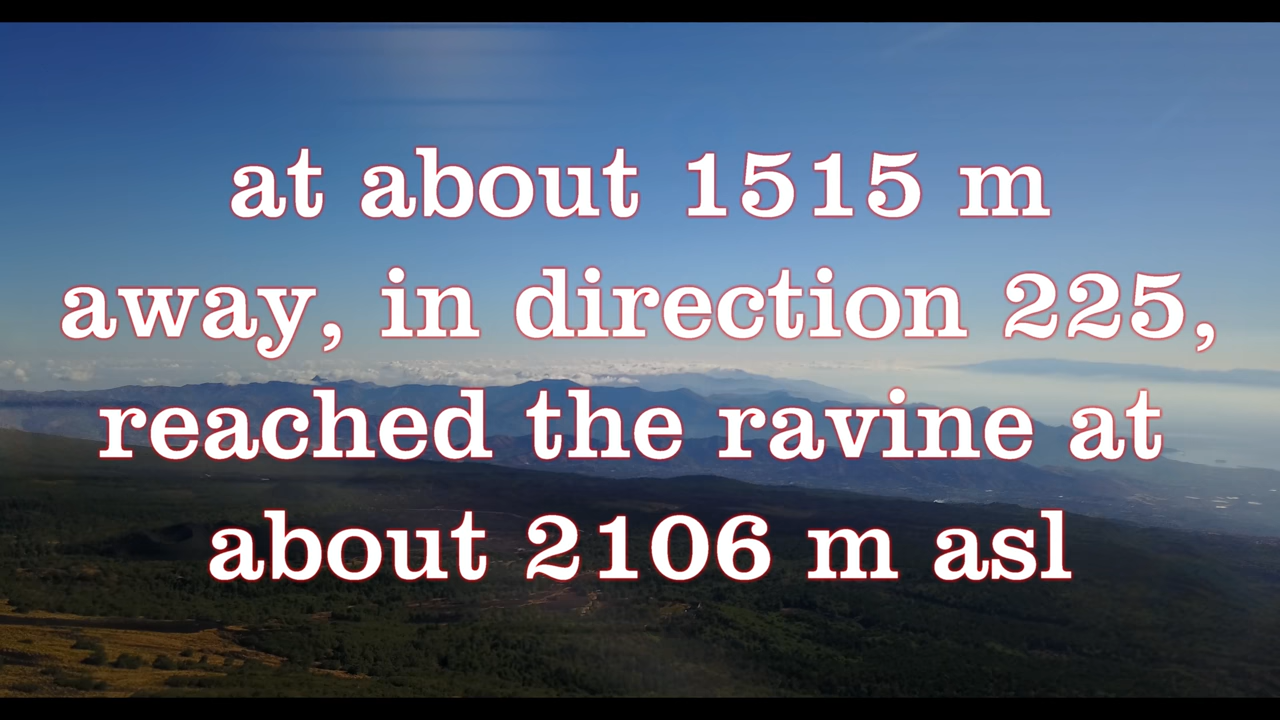 at about 1515 m
away, in direction 225,
reached the ravine at
about 2106 m asl